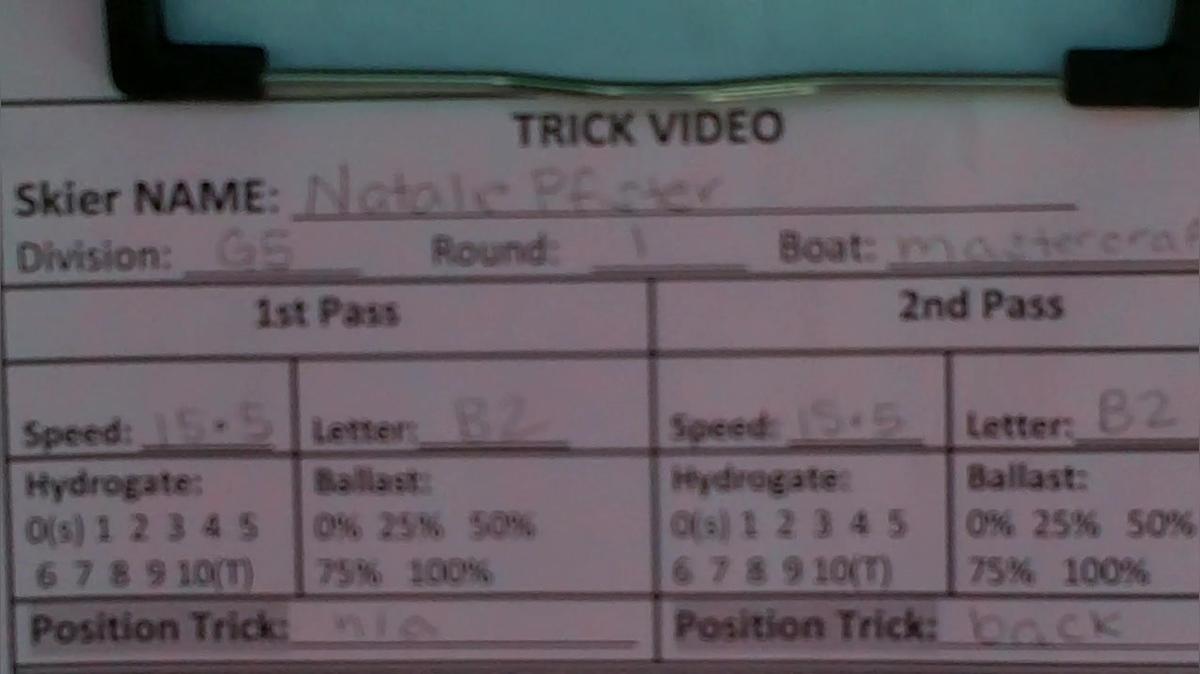 TRICK VIDEO
Skier NAME: Natalie
Division: G5 Round: 1 Boat: mastercraf
1st Pass 2nd Pass
Speed: 15.5 Letter: B2 Speed: 15.5 Letter: B2
Hydrogate: Ballast: Hydrogate: Ballast:
0(s) 1 2 3 4 5 0% 25% 50% 0(s) 1 2 3 4 5 0% 25% 50%
6 7 8 9 10(T) 75% 100% 6 7 8 9 10(T) 75% 100%
Position Trick: n/a Position Trick: back